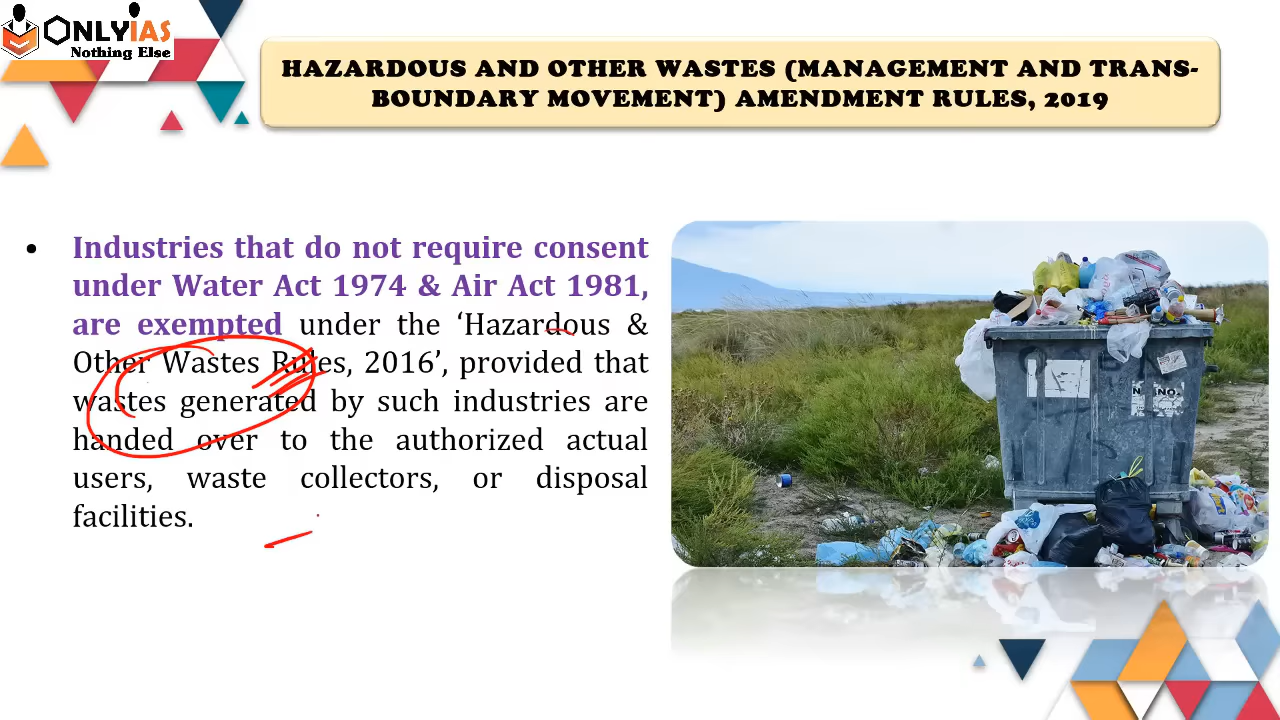 ONLYIAS
Nothing Else
HAZARDOUS AND OTHER WASTES (MANAGEMENT AND TRANS-
BOUNDARY MOVEMENT) AMENDMENT RULES, 2019
• Industries that do not require consent
under Water Act 1974 & Air Act 1981,
are exempted under the ‘Hazardous &
Other Wastes Rules, 2016’, provided that
wastes generated by such industries are
handed over to the authorized actual
users, waste collectors, or disposal
facilities.